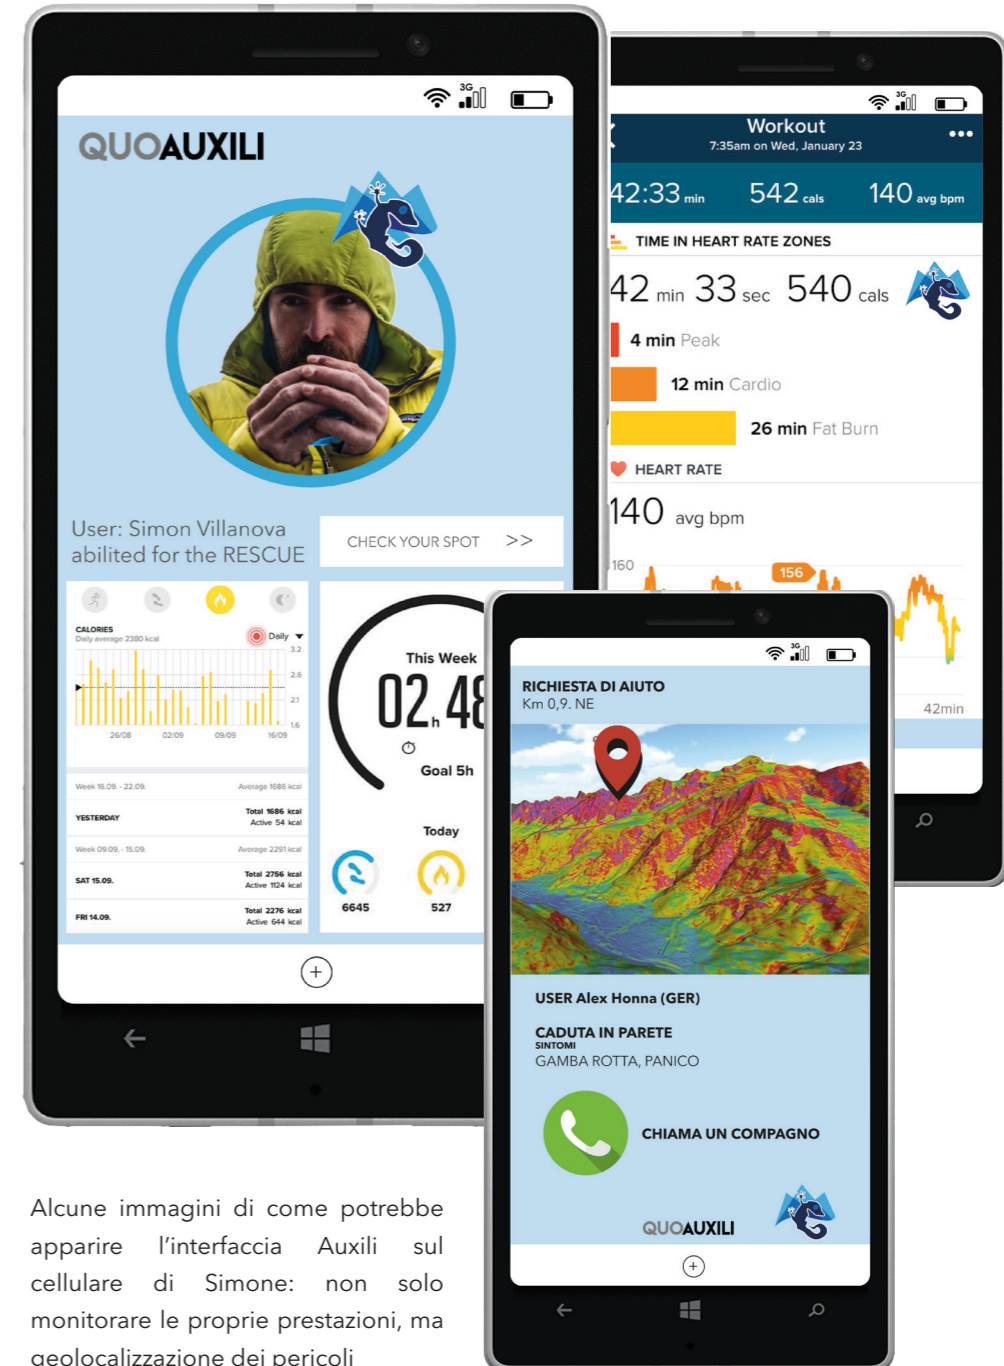 3G
QUOAUXILI
User: Simon Villanova
abilited for the RESCUE
CHECK YOUR SPOT >>
CALORIES
Daily average 2380 kcal
Daily
3.2
2.6
2.1
1.6
26/08 02/09 09/09 16/09
Week 16.09. - 22.09. Average 1686 kcal
YESTERDAY
Total 1686 kcal
Active 54 kcal
Week 09.09. - 15.09. Average 2291 kcal
SAT 15.09.
Total 2756 kcal
Active 1124 kcal
FRI 14.09.
Total 2276 kcal
Active 644 kcal
This Week
02h 48
Goal 5h
Today
6645 527
3G
Workout
7:35am on Wed, January 23
42:33 min 542 cals 140 avg bpm
TIME IN HEART RATE ZONES
42 min 33 sec 540 cals
4 min Peak
12 min Cardio
26 min Fat Burn
HEART RATE
140 avg bpm
160
156
42min
3G
RICHIESTA DI AIUTO
Km 0,9. NE
USER Alex Honna (GER)
CADUTA IN PARETE
SINTOMI
GAMBA ROTTA, PANICO
CHIAMA UN COMPAGNO
QUOAUXILI
Alcune immagini di come potrebbe
apparire l'interfaccia Auxili sul
cellulare di Simone: non solo
monitorare le proprie prestazioni, ma
geolocalizzazione dei pericoli